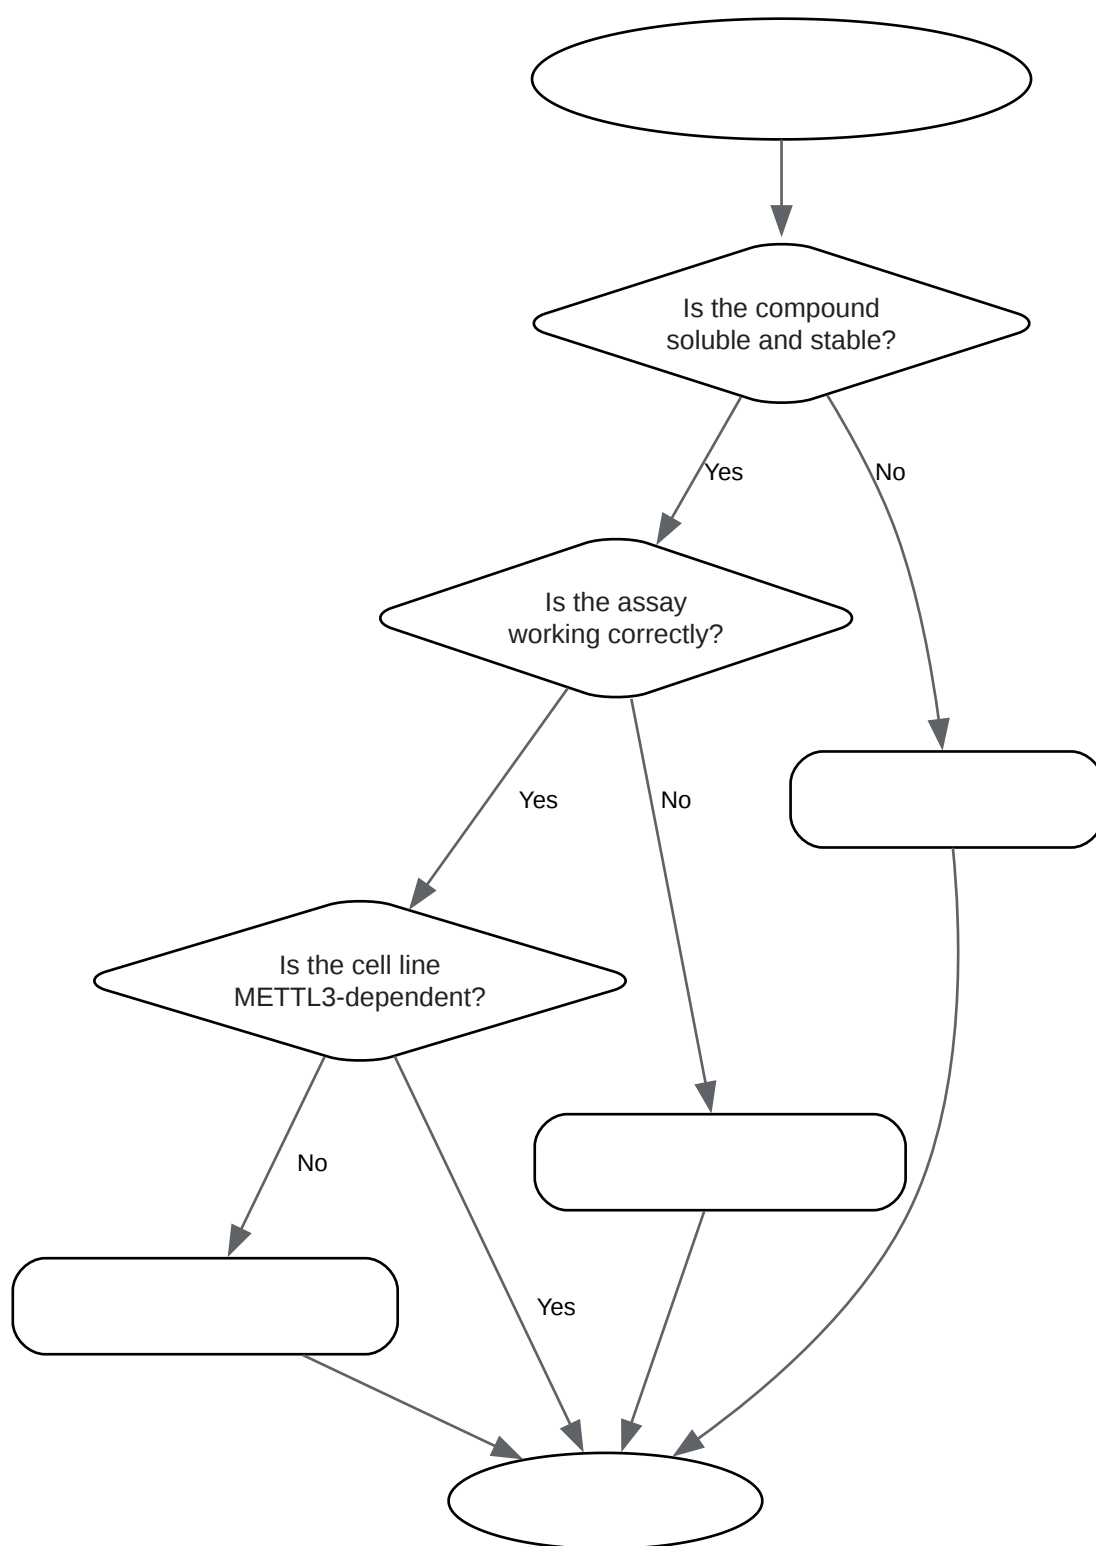 Is the compound
soluble and stable?
Yes
No
Is the assay
working correctly?
Yes
No
Is the cell line
METTL3-dependent?
No
Yes